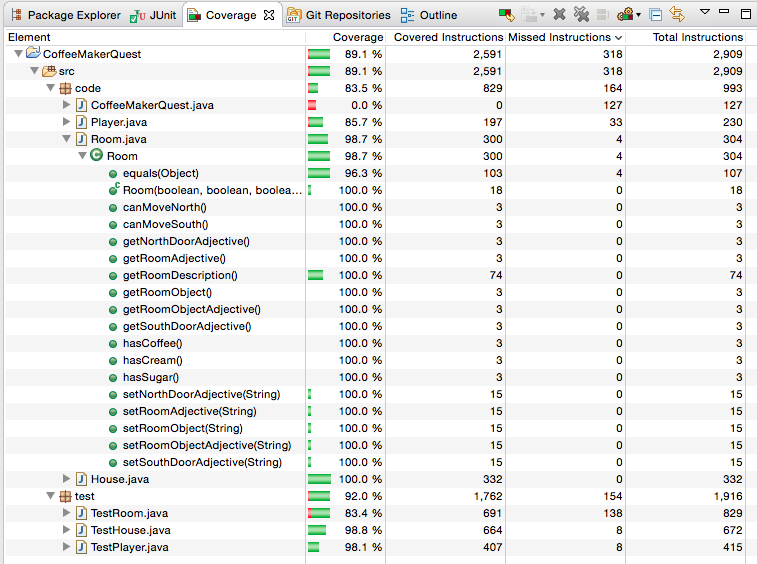 Package Explorer JUnit Coverage Git Repositories Outline
Element Coverage Covered Instructions Missed Instructions Total Instructions
CoffeeMakerQuest 89.1 % 2,591 318 2,909
src 89.1 % 2,591 318 2,909
code 83.5 % 829 164 993
CoffeeMakerQuest.java 0.0 % 0 127 127
Player.java 85.7 % 197 33 230
Room.java 98.7 % 300 4 304
Room 98.7 % 300 4 304
equals(Object) 96.3 % 103 4 107
Room(boolean, boolean, boolea... 100.0 % 18 0 18
canMoveNorth() 100.0 % 3 0 3
canMoveSouth() 100.0 % 3 0 3
getNorthDoorAdjective() 100.0 % 3 0 3
getRoomAdjective() 100.0 % 3 0 3
getRoomDescription() 100.0 % 74 0 74
getRoomObject() 100.0 % 3 0 3
getRoomObjectAdjective() 100.0 % 3 0 3
getSouthDoorAdjective() 100.0 % 3 0 3
hasCoffee() 100.0 % 3 0 3
hasCream() 100.0 % 3 0 3
hasSugar() 100.0 % 3 0 3
setNorthDoorAdjective(String) 100.0 % 15 0 15
setRoomAdjective(String) 100.0 % 15 0 15
setRoomObject(String) 100.0 % 15 0 15
setRoomObjectAdjective(String) 100.0 % 15 0 15
setSouthDoorAdjective(String) 100.0 % 15 0 15
House.java 100.0 % 332 0 332
test 92.0 % 1,762 154 1,916
TestRoom.java 83.4 % 691 138 829
TestHouse.java 98.8 % 664 8 672
TestPlayer.java 98.1 % 407 8 415